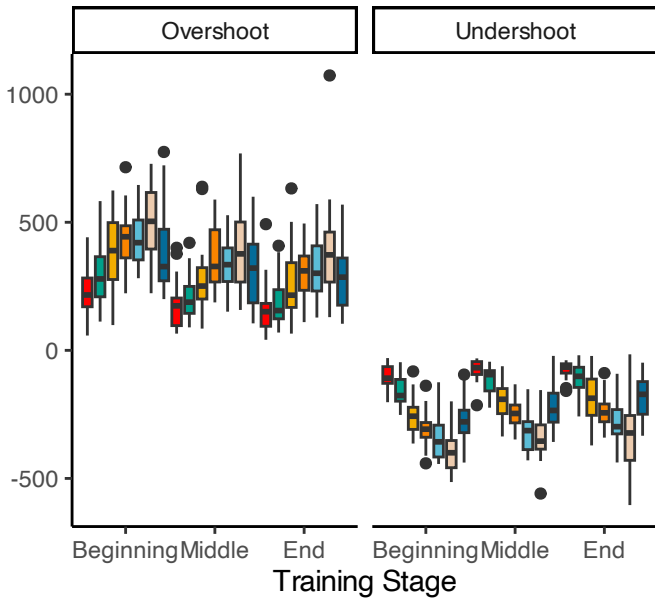 Overshoot Undershoot
1000
500
0
-500
Beginning Middle End Beginning Middle End
Training Stage